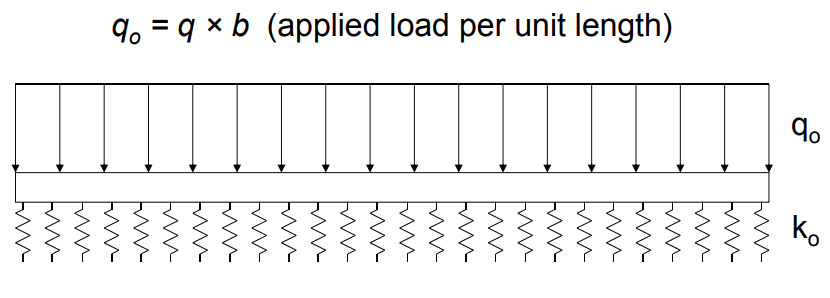 qₒ = q × b (applied load per unit length)
qₒ
kₒ